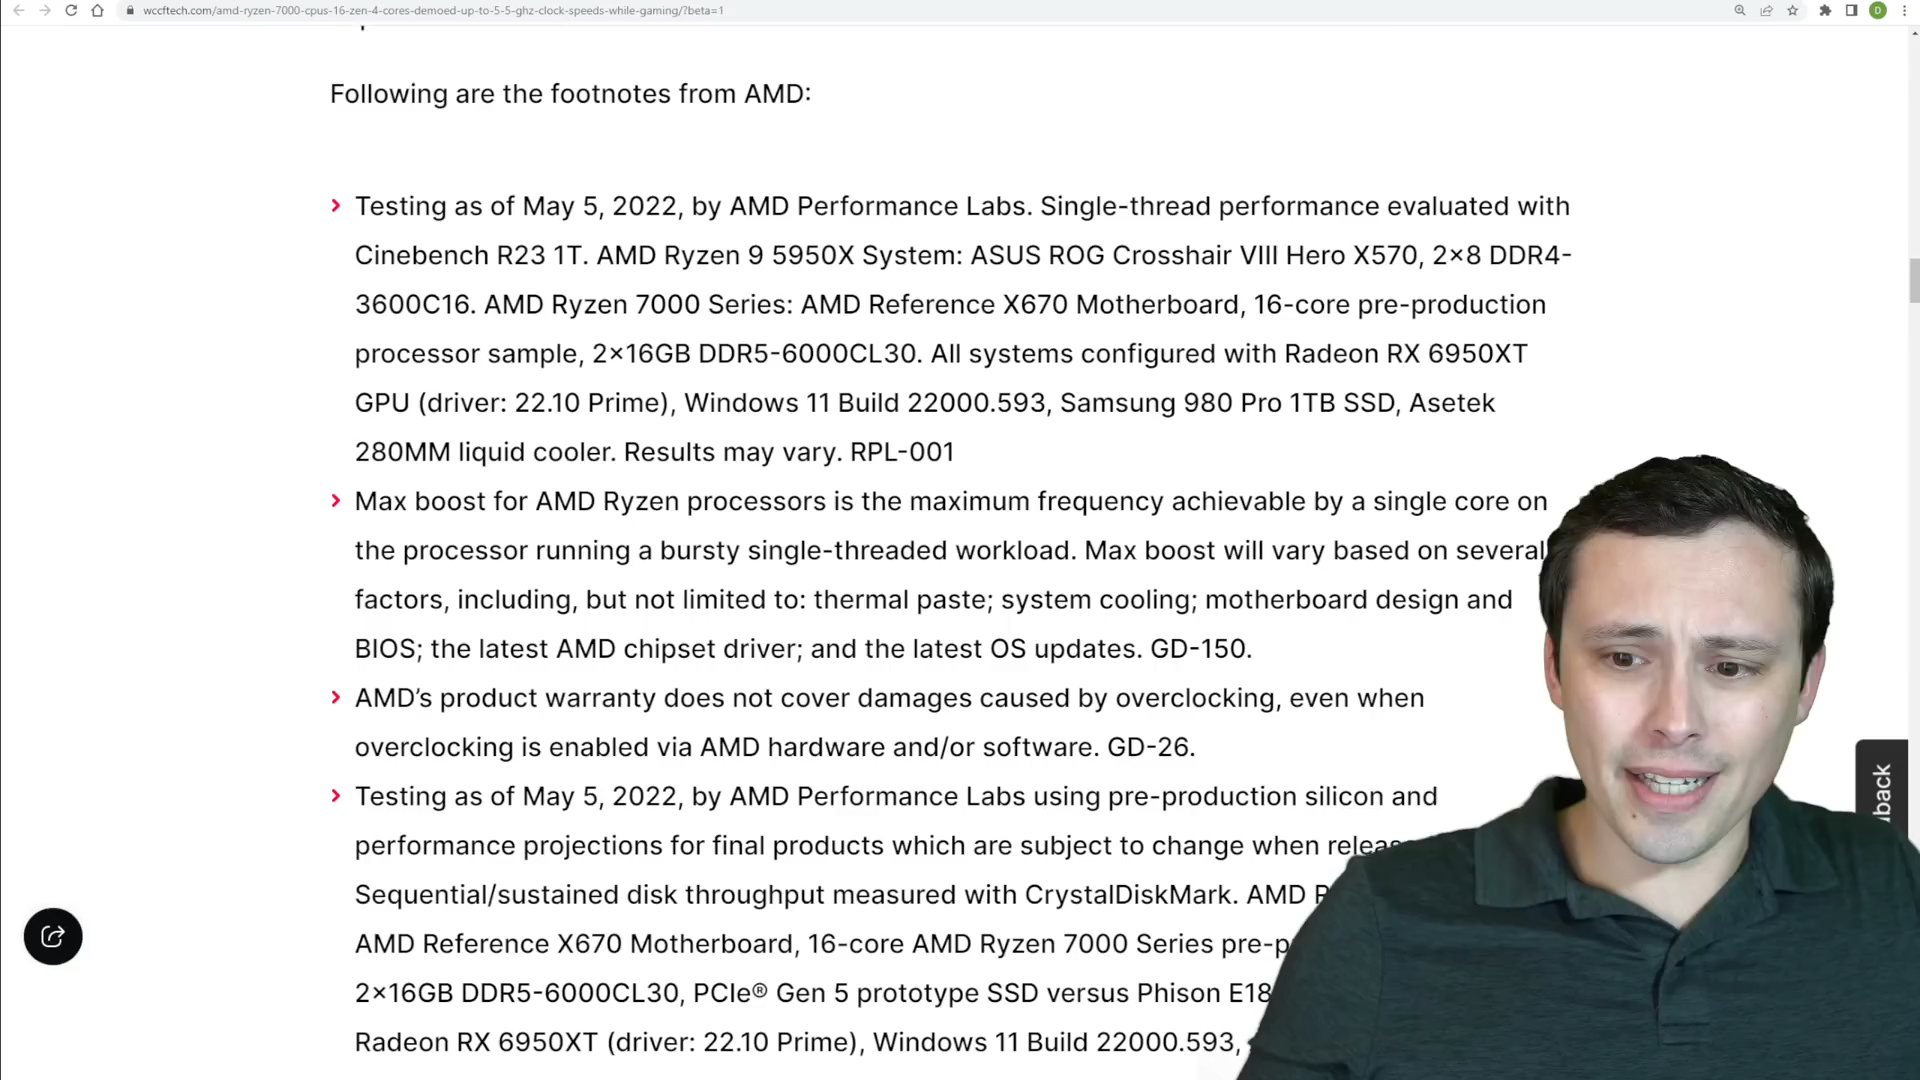 wccftech.com/amd-ryzen-7000-cpus-16-zen-4-cores-demoed-up-to-5-5-ghz-clock-speeds-while-gaming/?beta=1
D
Following are the footnotes from AMD:
Testing as of May 5, 2022, by AMD Performance Labs. Single-thread performance evaluated with
Cinebench R23 1T. AMD Ryzen 9 5950X System: ASUS ROG Crosshair VIII Hero X570, 2×8 DDR4-
3600C16. AMD Ryzen 7000 Series: AMD Reference X670 Motherboard, 16-core pre-production
processor sample, 2×16GB DDR5-6000CL30. All systems configured with Radeon RX 6950XT
GPU (driver: 22.10 Prime), Windows 11 Build 22000.593, Samsung 980 Pro 1TB SSD, Asetek
280MM liquid cooler. Results may vary. RPL-001
Max boost for AMD Ryzen processors is the maximum frequency achievable by a single core on
the processor running a bursty single-threaded workload. Max boost will vary based on several
factors, including, but not limited to: thermal paste; system cooling; motherboard design and
BIOS; the latest AMD chipset driver; and the latest OS updates. GD-150.
AMD’s product warranty does not cover damages caused by overclocking, even when
overclocking is enabled via AMD hardware and/or software. GD-26.
Testing as of May 5, 2022, by AMD Performance Labs using pre-production silicon and
performance projections for final products which are subject to change when releas
Sequential/sustained disk throughput measured with CrystalDiskMark. AMD R
AMD Reference X670 Motherboard, 16-core AMD Ryzen 7000 Series pre-p
2×16GB DDR5-6000CL30, PCIe® Gen 5 prototype SSD versus Phison E18
Radeon RX 6950XT (driver: 22.10 Prime), Windows 11 Build 22000.593,
back